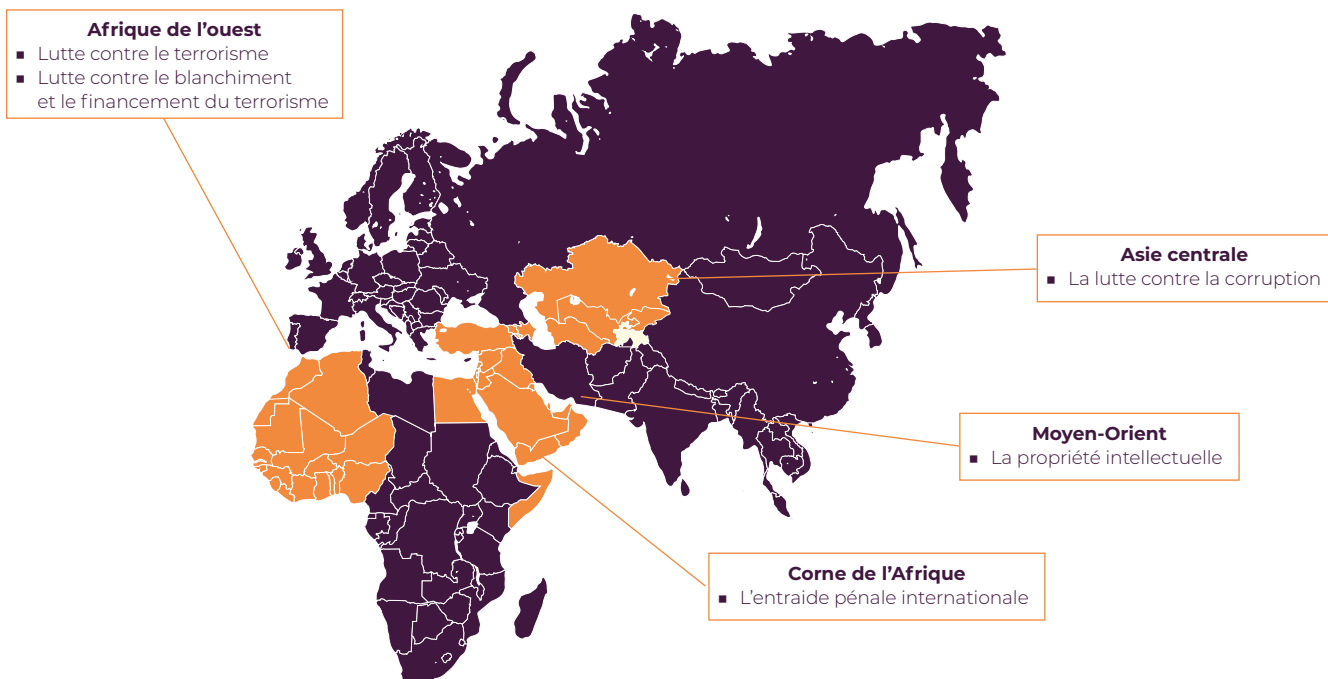 Afrique de l’ouest
▪ Lutte contre le terrorisme
▪ Lutte contre le blanchiment
et le financement du terrorisme
Asie centrale
▪ La lutte contre la corruption
Moyen-Orient
▪ La propriété intellectuelle
Corne de l’Afrique
▪ L’entraide pénale internationale